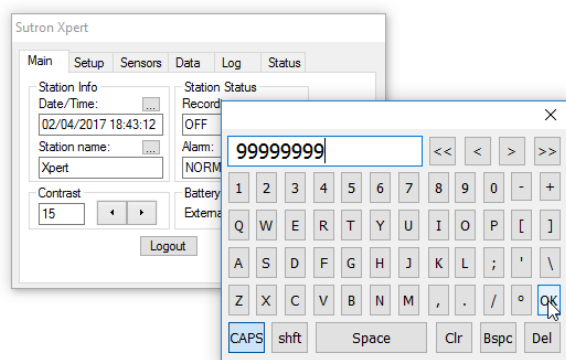 Sutron Xpert
Main Setup Sensors Data Log Status
Station Info
Date/Time: ...
02/04/2017 18:43:12
Station name: ...
Xpert
Contrast
15
Logout
Station Status
Record
OFF
Alarm:
NORM
Battery
Externa
99999999 << < > >>
1 2 3 4 5 6 7 8 9 0 - +
Q W E R T Y U I O P [ ]
A S D F G H J K L ; ' \
Z X C V B N M , . / ° OK
CAPS shft Space Clr Bspc Del